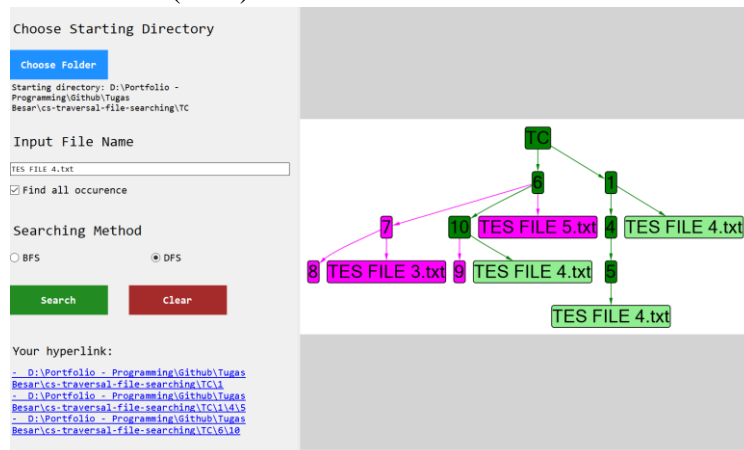 Choose Starting Directory
Choose Folder
Starting directory: D:\Portfolio -
Programming\Github\Tugas
Besar\cs-traversal-file-searching\TC
Input File Name
TES FILE 4.txt
Find all occurence
Searching Method
BFS
DFS
Search
Clear
Your hyperlink:
- D:\Portfolio - Programming\Github\Tugas
Besar\cs-traversal-file-searching\TC\1
- D:\Portfolio - Programming\Github\Tugas
Besar\cs-traversal-file-searching\TC\1\4\5
- D:\Portfolio - Programming\Github\Tugas
Besar\cs-traversal-file-searching\TC\6\10
TC
6 1
7 10 TES FILE 5.txt 4 TES FILE 4.txt
8 TES FILE 3.txt 9 TES FILE 4.txt 5
TES FILE 4.txt